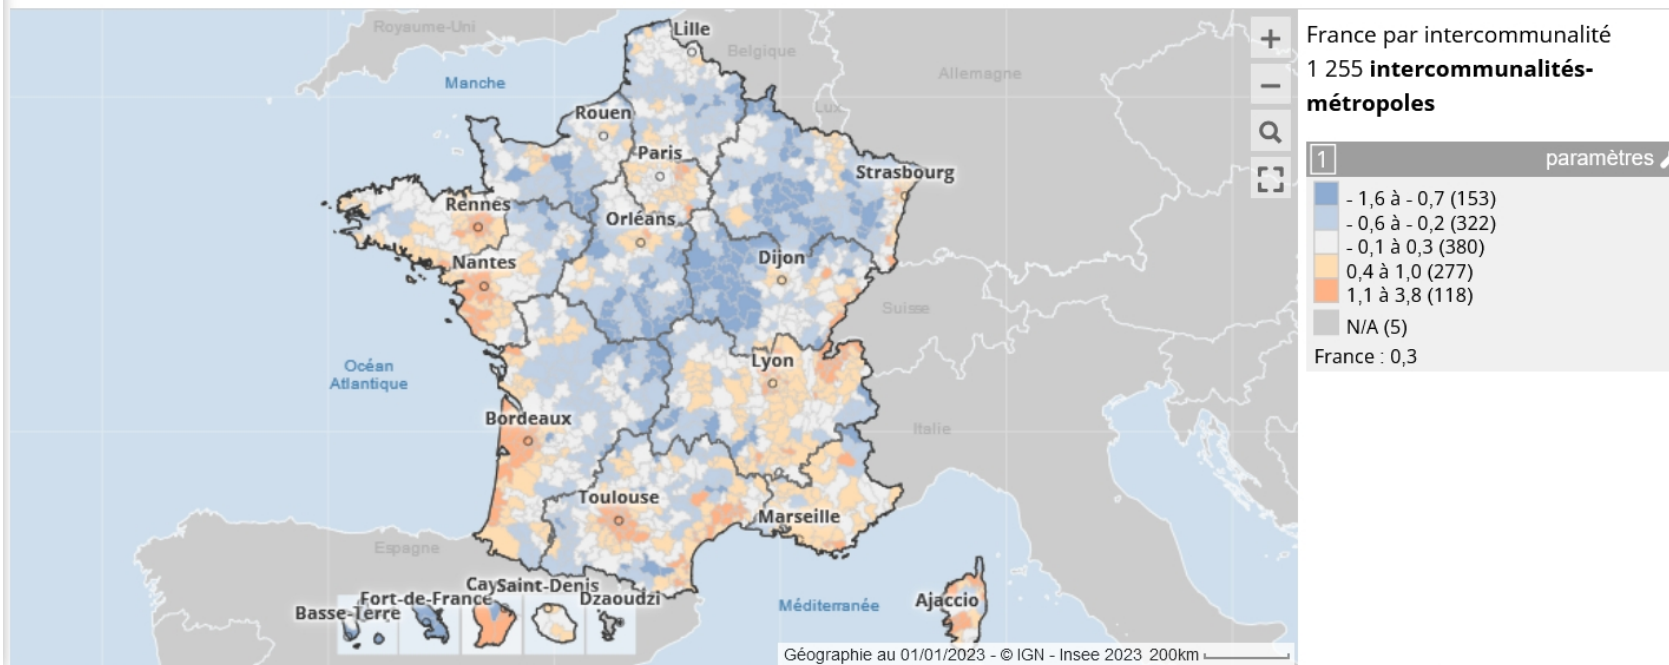 Royaume-Uni
Lille
Belgique
Manche
Allemagne
Lux.
Rouen
Paris
Strasbourg
Rennes
Orléans
Nantes
Dijon
Suisse
Océan
Atlantique
Lyon
Bordeaux
Italie
Toulouse
Marseille
Espagne
Cay
Saint-Denis
Fort-de-France
Dzaoudzi
Basse-Terre
Méditerranée
Ajaccio
Géographie au 01/01/2023 - © IGN - Insee 2023 200km
+
−
France par intercommunalité
1 255 intercommunalités-
métropoles
1 paramètres
- 1,6 à - 0,7 (153)
- 0,6 à - 0,2 (322)
- 0,1 à 0,3 (380)
0,4 à 1,0 (277)
1,1 à 3,8 (118)
N/A (5)
France : 0,3